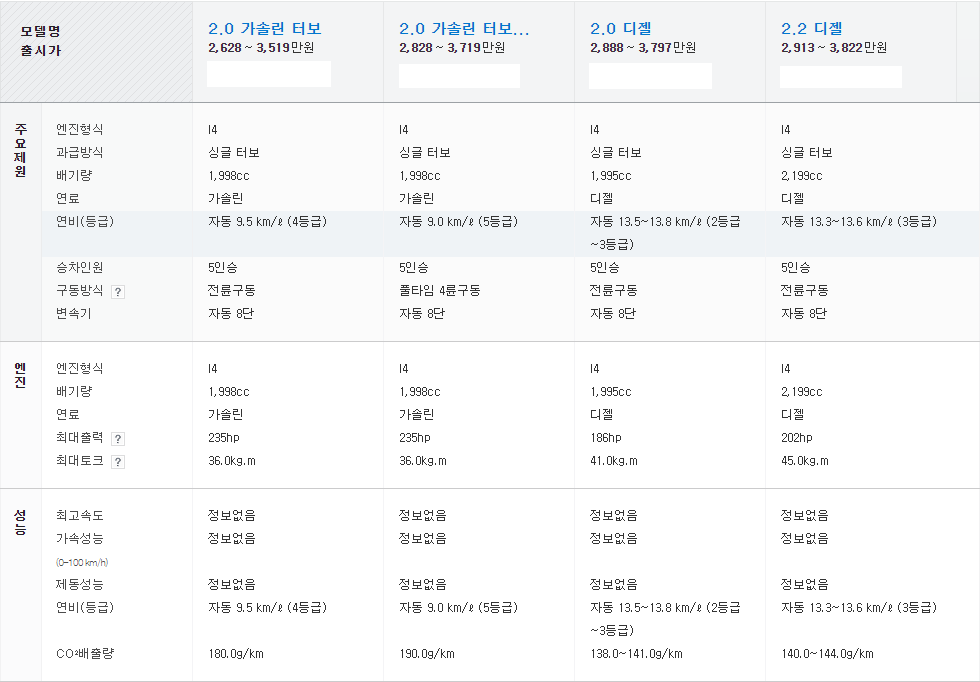 모델명 2.0 가솔린 터보 2.0 가솔린 터보... 2.0 디젤 2.2 디젤
출시가 2,628 ~ 3,519만원 2,828 ~ 3,719만원 2,888 ~ 3,797만원 2,913 ~ 3,822만원
주요제원
엔진형식 I4 I4 I4 I4
과급방식 싱글 터보 싱글 터보 싱글 터보 싱글 터보
배기량 1,998cc 1,998cc 1,995cc 2,199cc
연료 가솔린 가솔린 디젤 디젤
연비(등급) 자동 9.5 km/ℓ (4등급) 자동 9.0 km/ℓ (5등급) 자동 13.5~13.8 km/ℓ (2등급 자동 13.3~13.6 km/ℓ (3등급)
~3등급)
승차인원 5인승 5인승 5인승 5인승
구동방식 ? 전륜구동 풀타임 4륜구동 전륜구동 전륜구동
변속기 자동 8단 자동 8단 자동 8단 자동 8단
엔진
엔진형식 I4 I4 I4 I4
배기량 1,998cc 1,998cc 1,995cc 2,199cc
연료 가솔린 가솔린 디젤 디젤
최대출력 ? 235hp 235hp 186hp 202hp
최대토크 ? 36.0kg.m 36.0kg.m 41.0kg.m 45.0kg.m
성능
최고속도 정보없음 정보없음 정보없음 정보없음
가속성능 정보없음 정보없음 정보없음 정보없음
(0-100 km/h)
제동성능 정보없음 정보없음 정보없음 정보없음
연비(등급) 자동 9.5 km/ℓ (4등급) 자동 9.0 km/ℓ (5등급) 자동 13.5~13.8 km/ℓ (2등급 자동 13.3~13.6 km/ℓ (3등급)
~3등급)
CO²배출량 180.0g/km 190.0g/km 138.0~141.0g/km 140.0~144.0g/km